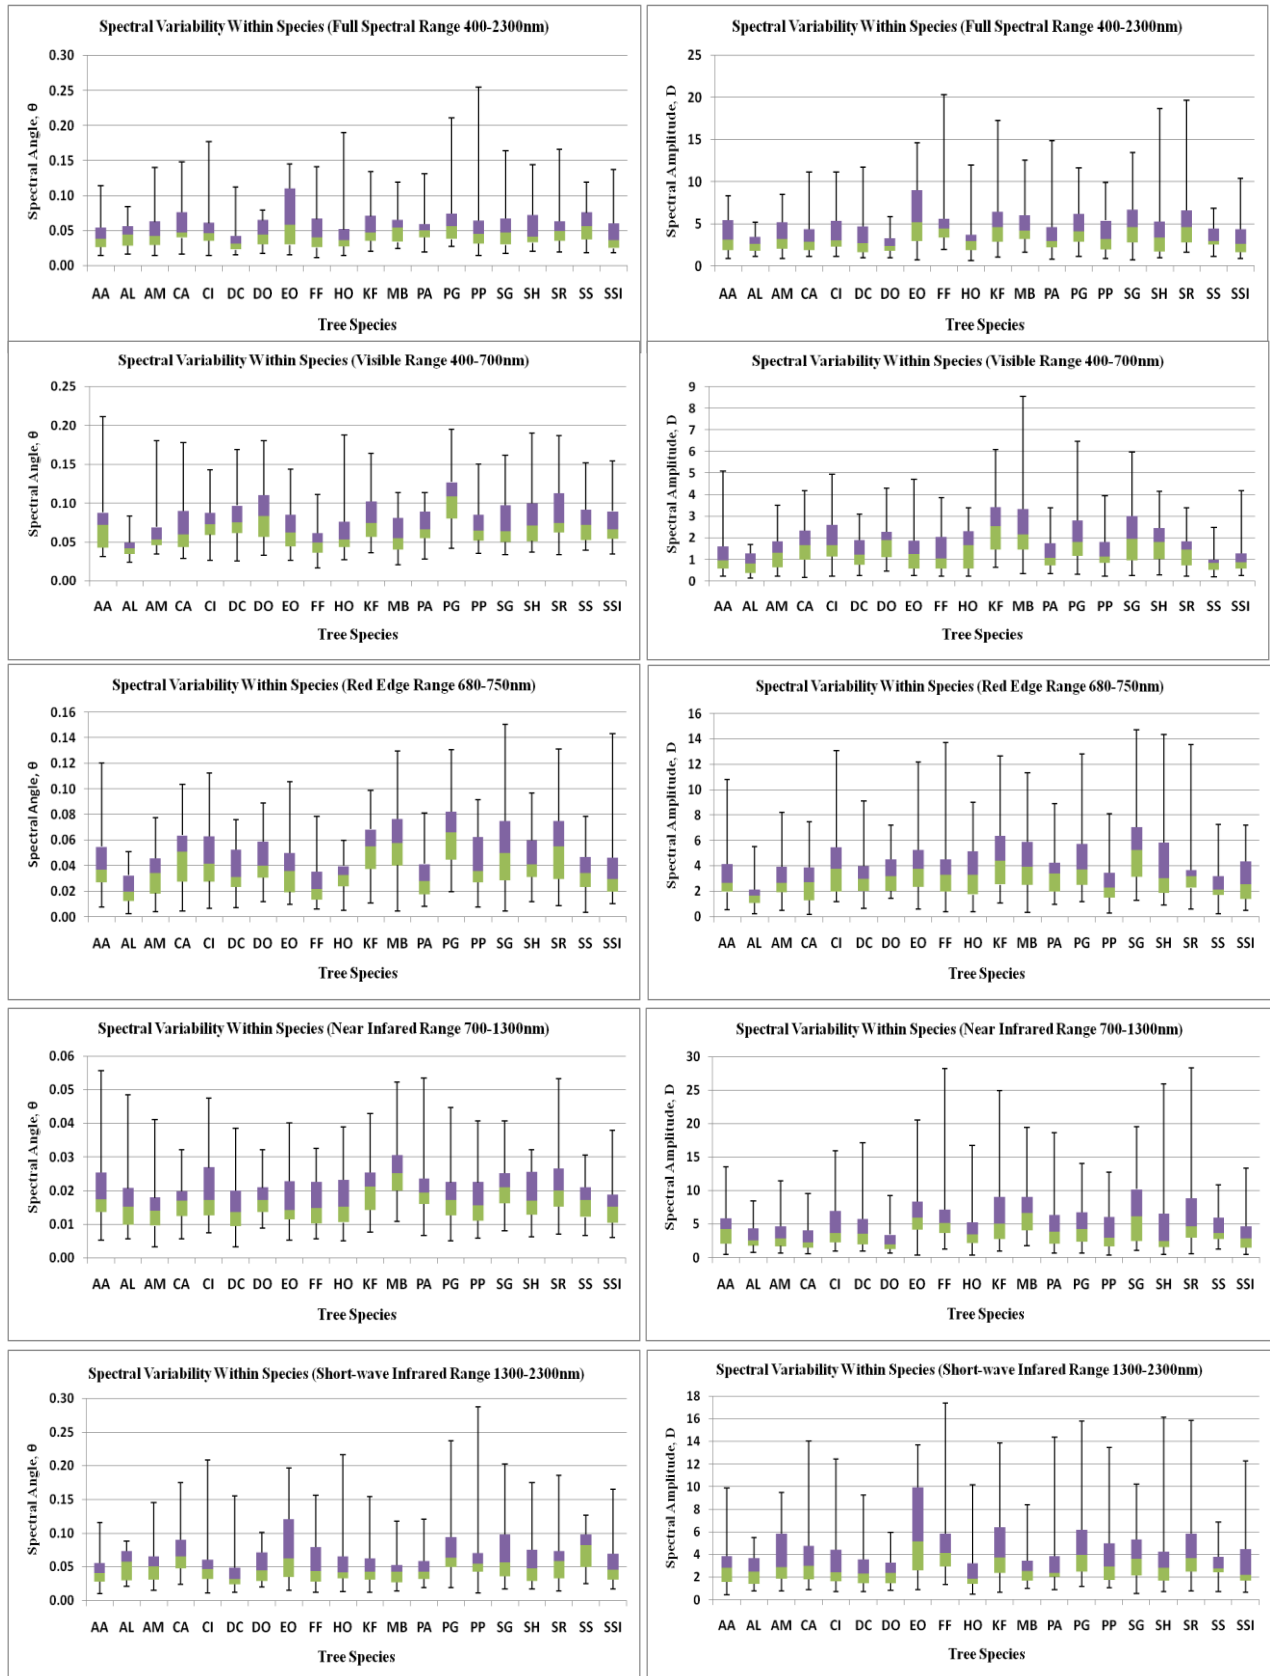 Spectral Variability Within Species (Full Spectral Range 400-2300nm)
Spectral Angle, θ
0.30
0.25
0.20
0.15
0.10
0.05
0.00
AA AL AM CA CI DC DO EO FF HO KF MB PA PG PP SG SH SR SS SSI
Tree Species
Spectral Variability Within Species (Full Spectral Range 400-2300nm)
Spectral Amplitude, D
25
20
15
10
5
0
AA AL AM CA CI DC DO EO FF HO KF MB PA PG PP SG SH SR SS SSI
Tree Species
Spectral Variability Within Species (Visible Range 400-700nm)
Spectral Angle, θ
0.25
0.20
0.15
0.10
0.05
0.00
AA AL AM CA CI DC DO EO FF HO KF MB PA PG PP SG SH SR SS SSI
Tree Species
Spectral Variability Within Species (Visible Range 400-700nm)
Spectral Amplitude, D
9
8
7
6
5
4
3
2
1
0
AA AL AM CA CI DC DO EO FF HO KF MB PA PG PP SG SH SR SS SSI
Tree Species
Spectral Variability Within Species (Red Edge Range 680-750nm)
Spectral Angle, θ
0.16
0.14
0.12
0.10
0.08
0.06
0.04
0.02
0.00
AA AL AM CA CI DC DO EO FF HO KF MB PA PG PP SG SH SR SS SSI
Tree Species
Spectral Variability Within Species (Red Edge Range 680-750nm)
Spectral Amplitude, D
16
14
12
10
8
6
4
2
0
AA AL AM CA CI DC DO EO FF HO KF MB PA PG PP SG SH SR SS SSI
Tree Species
Spectral Variability Within Species (Near Infared Range 700-1300nm)
Spectral Angle, θ
0.06
0.05
0.04
0.03
0.02
0.01
0.00
AA AL AM CA CI DC DO EO FF HO KF MB PA PG PP SG SH SR SS SSI
Tree Species
Spectral Variability Within Species (Near Infrared Range 700-1300nm)
Spectral Amplitude, D
30
25
20
15
10
5
0
AA AL AM CA CI DC DO EO FF HO KF MB PA PG PP SG SH SR SS SSI
Tree Species
Spectral Variability Within Species (Short-wave Infrared Range 1300-2300nm)
Spectral Angle, θ
0.30
0.25
0.20
0.15
0.10
0.05
0.00
AA AL AM CA CI DC DO EO FF HO KF MB PA PG PP SG SH SR SS SSI
Tree Species
Spectral Variability Within Species (Short-wave Infared Range 1300-2300nm)
Spectral Amplitude, D
18
16
14
12
10
8
6
4
2
0
AA AL AM CA CI DC DO EO FF HO KF MB PA PG PP SG SH SR SS SSI
Tree Species